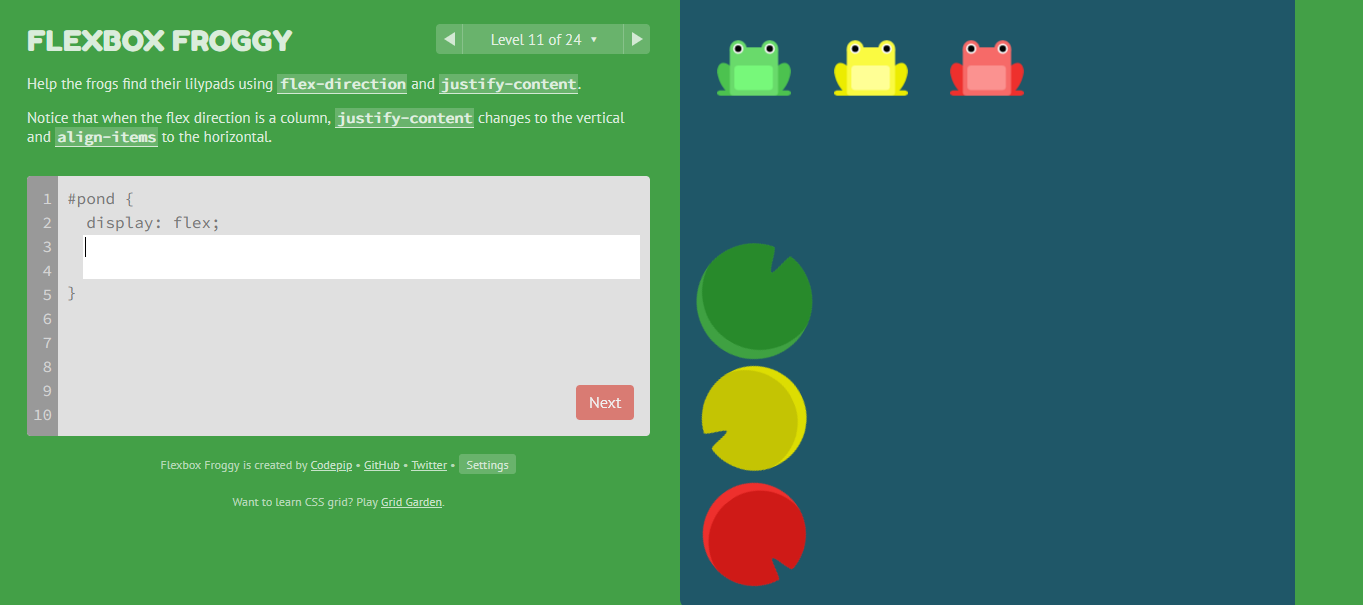 FLEXBOX FROGGY
◀ Level 11 of 24 ▼ ▶
Help the frogs find their lilypads using flex-direction and justify-content.
Notice that when the flex direction is a column, justify-content changes to the vertical
and align-items to the horizontal.
1 #pond {
2 display: flex;
3
4
5 }
6
7
8
9
10
Next
Flexbox Froggy is created by Codepip • GitHub • Twitter • Settings
Want to learn CSS grid? Play Grid Garden.